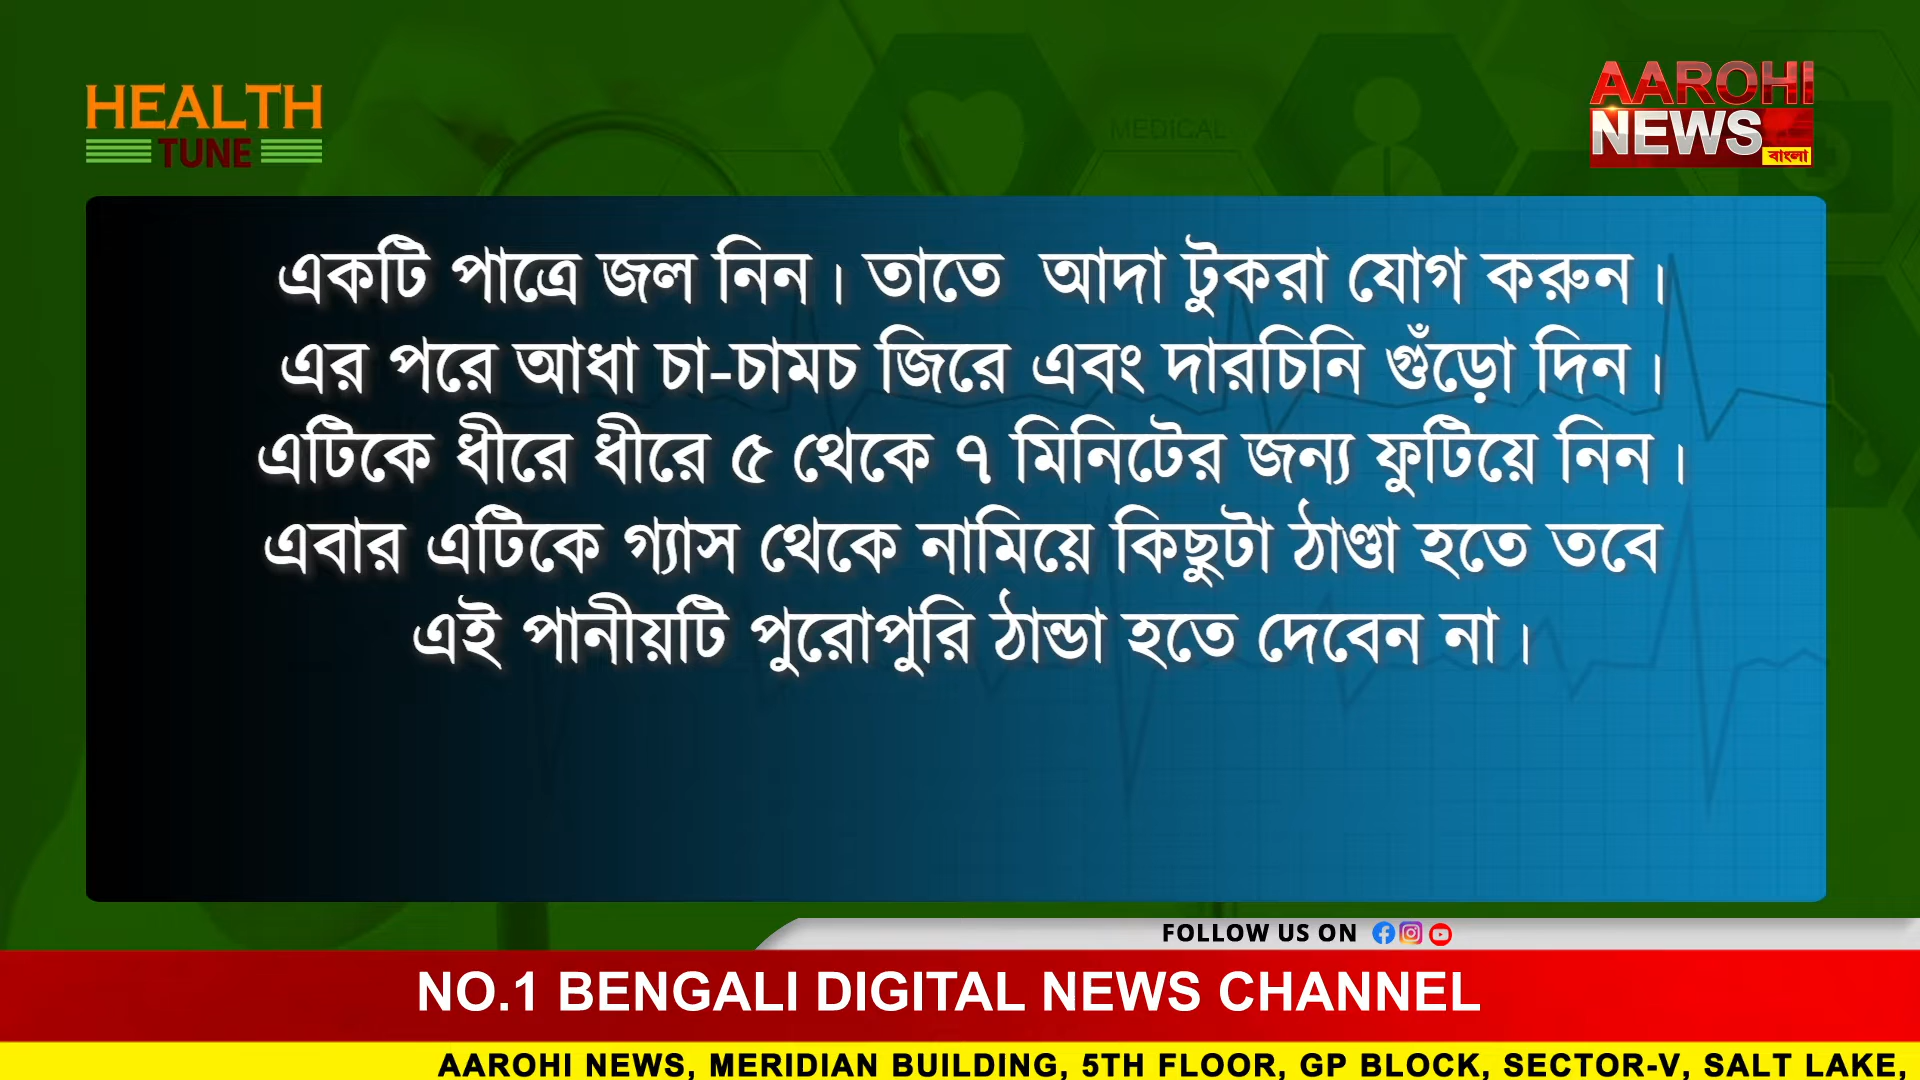 HEALTH
TUNE
MEDICAL
AAROHI
NEWS
বাংলা
একটি পাত্রে জল নিন। তাতে আদা টুকরা যোগ করুন।
এর পরে আধা চা-চামচ জিরে এবং দারচিনি গুঁড়ো দিন।
এটিকে ধীরে ধীরে ৫ থেকে ৭ মিনিটের জন্য ফুটিয়ে নিন।
এবার এটিকে গ্যাস থেকে নামিয়ে কিছুটা ঠাণ্ডা হতে তবে
এই পানীয়টি পুরোপুরি ঠান্ডা হতে দেবেন না।
FOLLOW US ON
NO.1 BENGALI DIGITAL NEWS CHANNEL
AAROHI NEWS, MERIDIAN BUILDING, 5TH FLOOR, GP BLOCK, SECTOR-V, SALT LAKE,